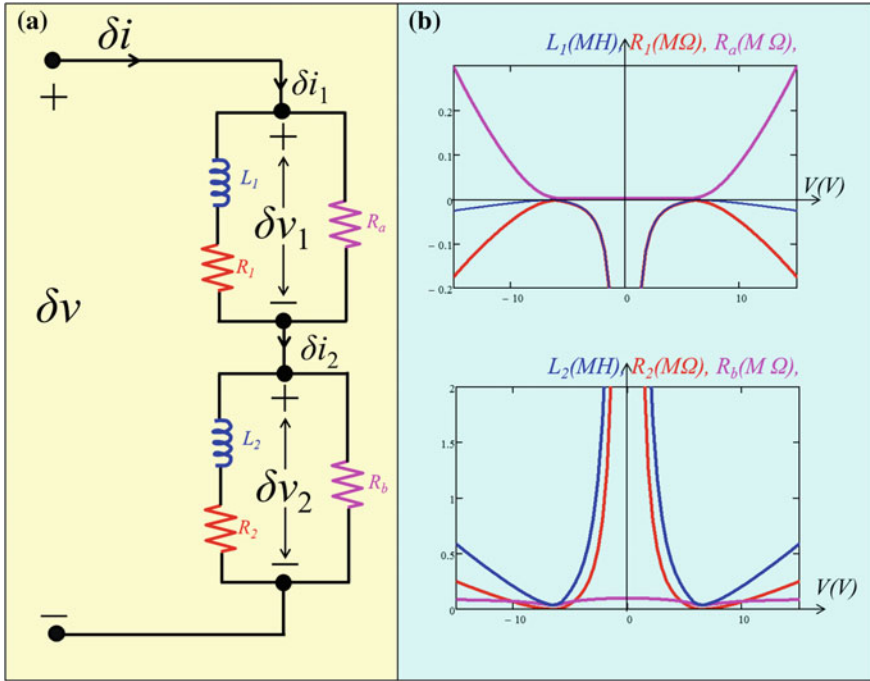 (a)
δi
+
δi₁
+
L₁
δv₁
Rₐ
R₁
−
δv
δi₂
+
L₂
δv₂
R_b
R₂
−
−
(b)
L₁(MH), R₁(MΩ), Rₐ(M Ω),
0.2
0.1
V(V)
0
− 0.1
− 0.2
− 10 0 10
L₂(MH), R₂(MΩ), R_b(M Ω),
2
1.5
1
0.5
V(V)
0
− 10 0 10